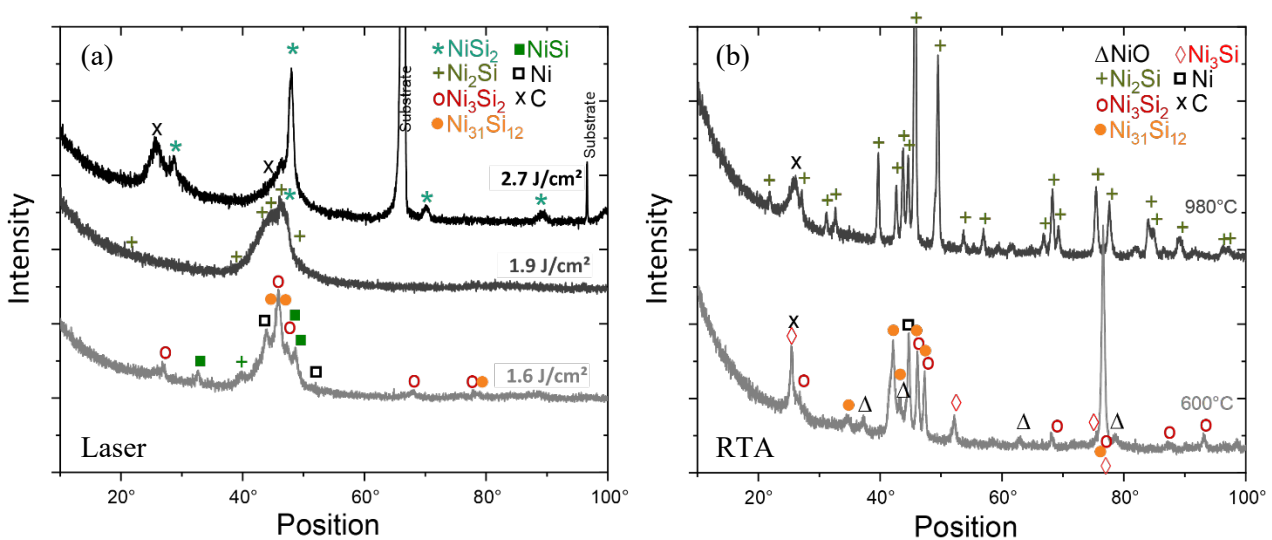 (a)
* NiSi₂ ■ NiSi
+ Ni₂Si □ Ni
o Ni₃Si₂ x C
● Ni₃₁Si₁₂
Substrate
Substrate
2.7 J/cm²
1.9 J/cm²
1.6 J/cm²
Laser
Intensity
20° 40° 60° 80° 100°
Position
(b)
Δ NiO ◊ Ni₃Si
+ Ni₂Si □ Ni
o Ni₃Si₂ x C
● Ni₃₁Si₁₂
980°C
600°C
RTA
Intensity
20° 40° 60° 80° 100°
Position